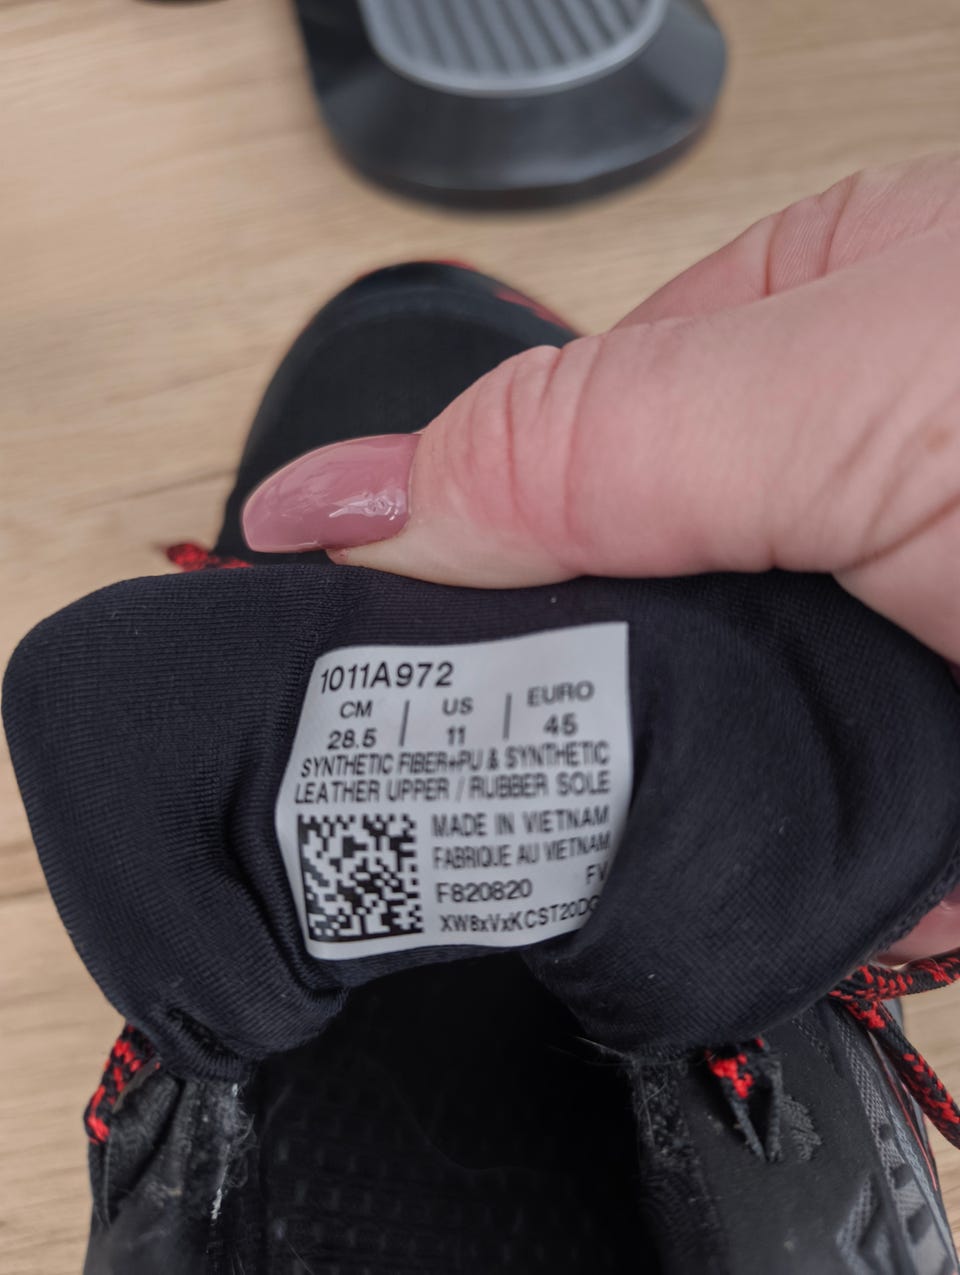 1011A972
CM | US | EURO
28.5 | 11 | 45
SYNTHETIC FIBER+PU & SYNTHETIC
LEATHER UPPER / RUBBER SOLE
MADE IN VIETNAM
FABRIQUE AU VIETNAM
F820820 FV